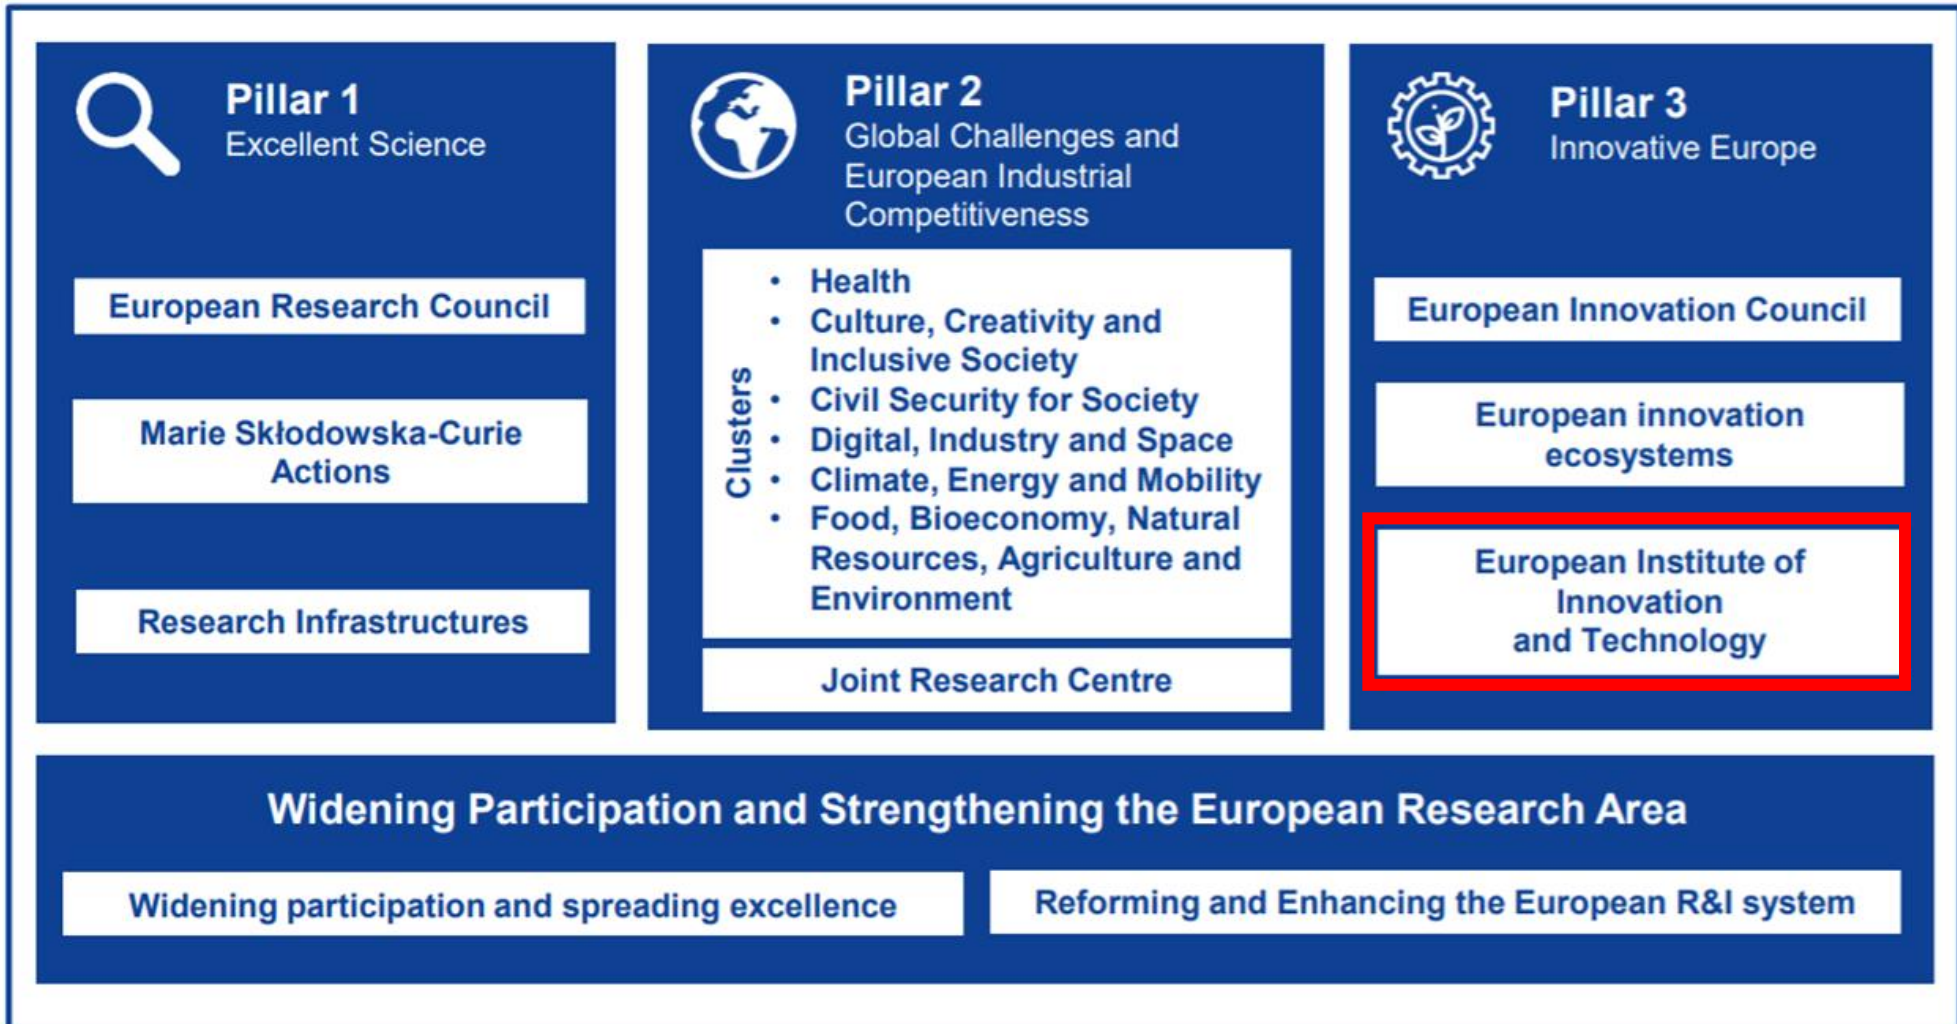 Pillar 1
Excellent Science
European Research Council
Marie Skłodowska-Curie
Actions
Research Infrastructures
Pillar 2
Global Challenges and
European Industrial
Competitiveness
Clusters
• Health
• Culture, Creativity and
Inclusive Society
• Civil Security for Society
• Digital, Industry and Space
• Climate, Energy and Mobility
• Food, Bioeconomy, Natural
Resources, Agriculture and
Environment
Joint Research Centre
Pillar 3
Innovative Europe
European Innovation Council
European innovation
ecosystems
European Institute of
Innovation
and Technology
Widening Participation and Strengthening the European Research Area
Widening participation and spreading excellence
Reforming and Enhancing the European R&I system